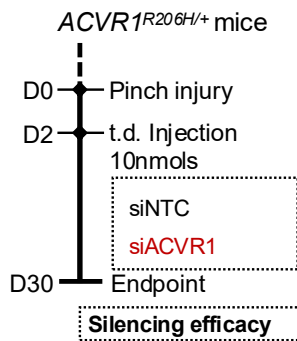 ACVR1R206H/+ mice
D0 Pinch injury
D2 t.d. Injection
10nmols
siNTC
siACVR1
D30 Endpoint
Silencing efficacy